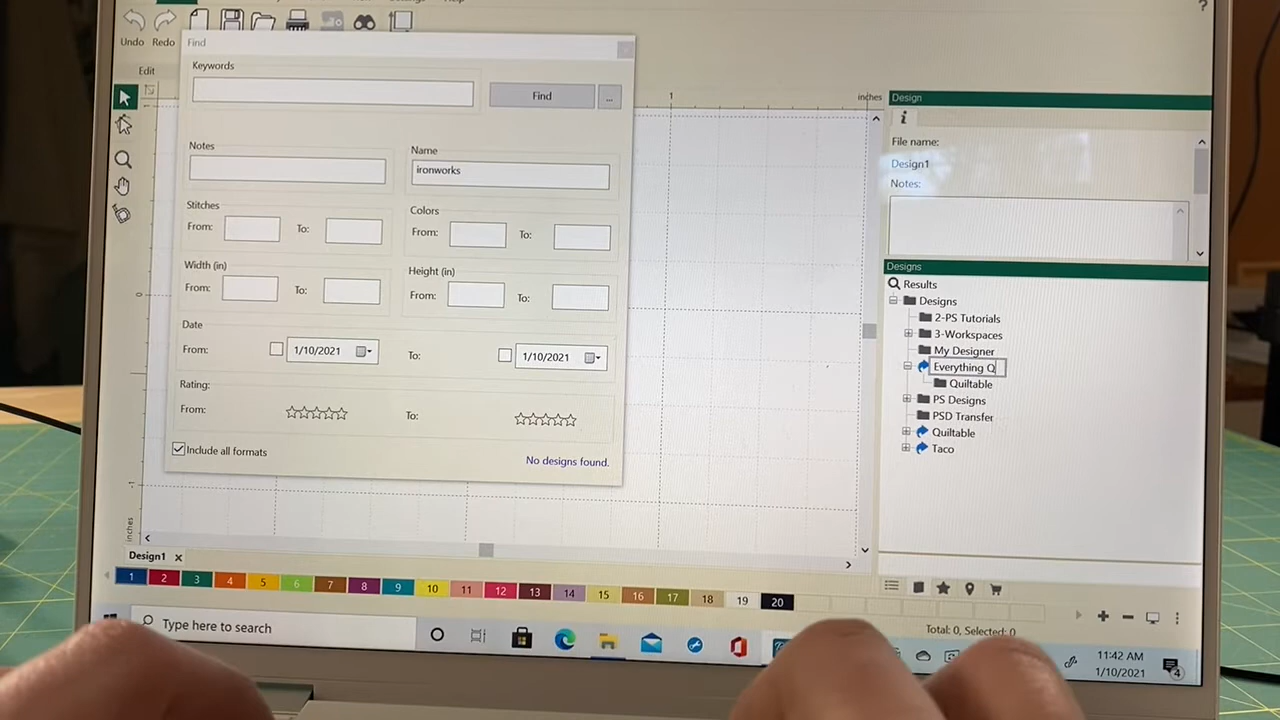 ?
Undo Redo
Edit
Find
Keywords
Find
...
Notes
Name
ironworks
Stitches
From:
To:
Colors
From:
To:
Width (in)
From:
To:
Height (in)
From:
To:
Date
From:
1/10/2021
To:
1/10/2021
Rating:
From:
To:
Include all formats
No designs found.
1
inches
0
-1
inches
Design
i
File name:
Design1
Notes:
Designs
Results
Designs
2-PS Tutorials
3-Workspaces
My Designer
Everything Q
Quiltable
PS Designs
PSD Transfer
Quiltable
Taco
Design1
1 2 3 4 5 6 7 8 9 10 11 12 13 14 15 16 17 18 19 20
Total: 0, Selected: 0
Type here to search
11:42 AM
1/10/2021
4